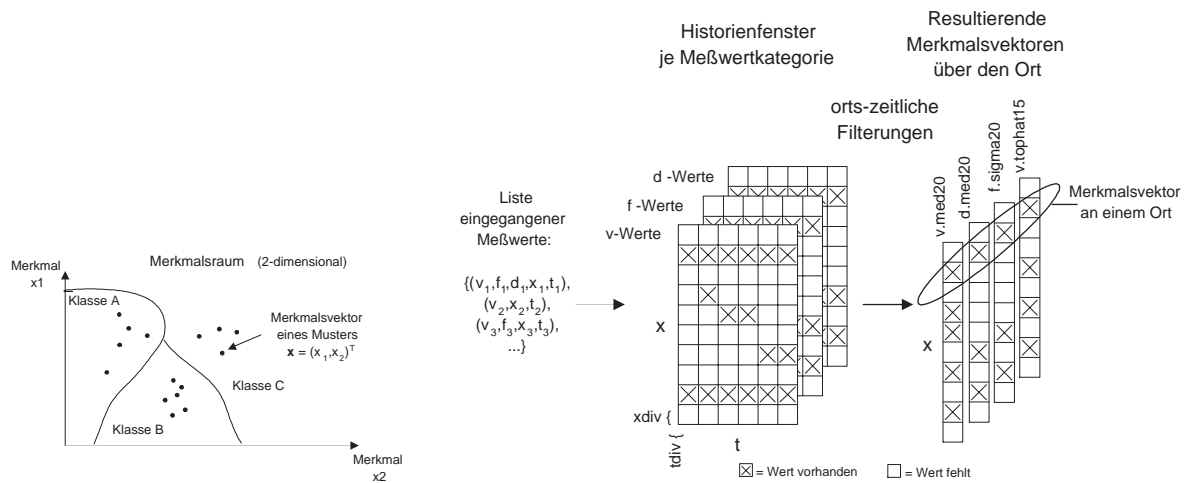 Merkmal
x1
Merkmalsraum (2-dimensional)
Klasse A
Merkmalsvektor
eines Musters
x = (x1,x2)T
Klasse C
Klasse B
Merkmal
x2
Historienfenster
je Meßwertkategorie
Resultierende
Merkmalsvektoren
über den Ort
orts-zeitliche
Filterungen
Liste
eingegangener
Meßwerte:
{(v1,f1,d1,x1,t1),
(v2,x2,t2),
(v3,f3,x3,t3),
...}
d -Werte
f -Werte
v-Werte
x
xdiv {
tdiv {
t
v.med20
d.med20
f.sigma20
v.tophat15
Merkmalsvektor
an einem Ort
x
= Wert vorhanden
= Wert fehlt